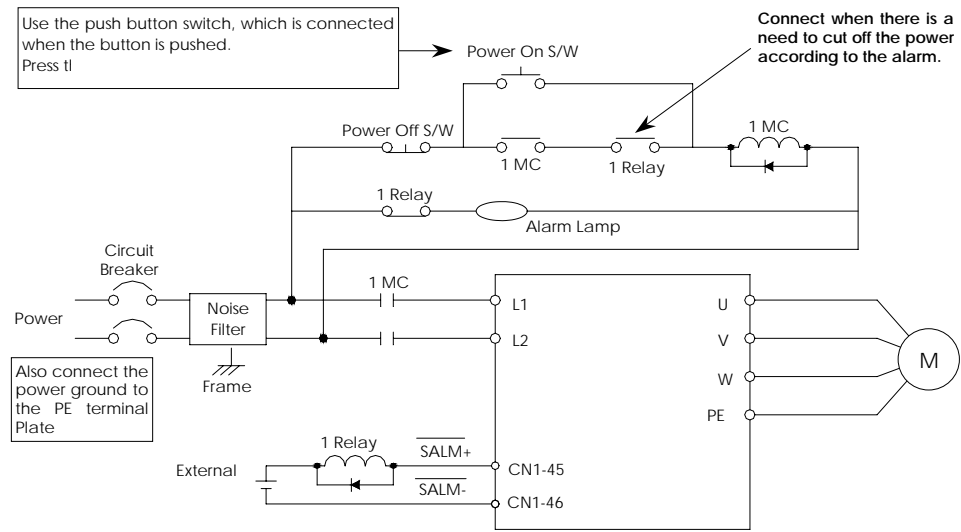 Use the push button switch, which is connected
when the button is pushed.
Press tl
Connect when there is a
need to cut off the power
according to the alarm.
Power On S/W
Power Off S/W
1 MC
1 Relay
1 MC
1 Relay
Alarm Lamp
Circuit
Breaker
1 MC
Power
Noise
Filter
Frame
L1
L2
U
V
W
PE
M
Also connect the
power ground to
the PE terminal
Plate
1 Relay
SALM+
External
SALM-
CN1-45
CN1-46